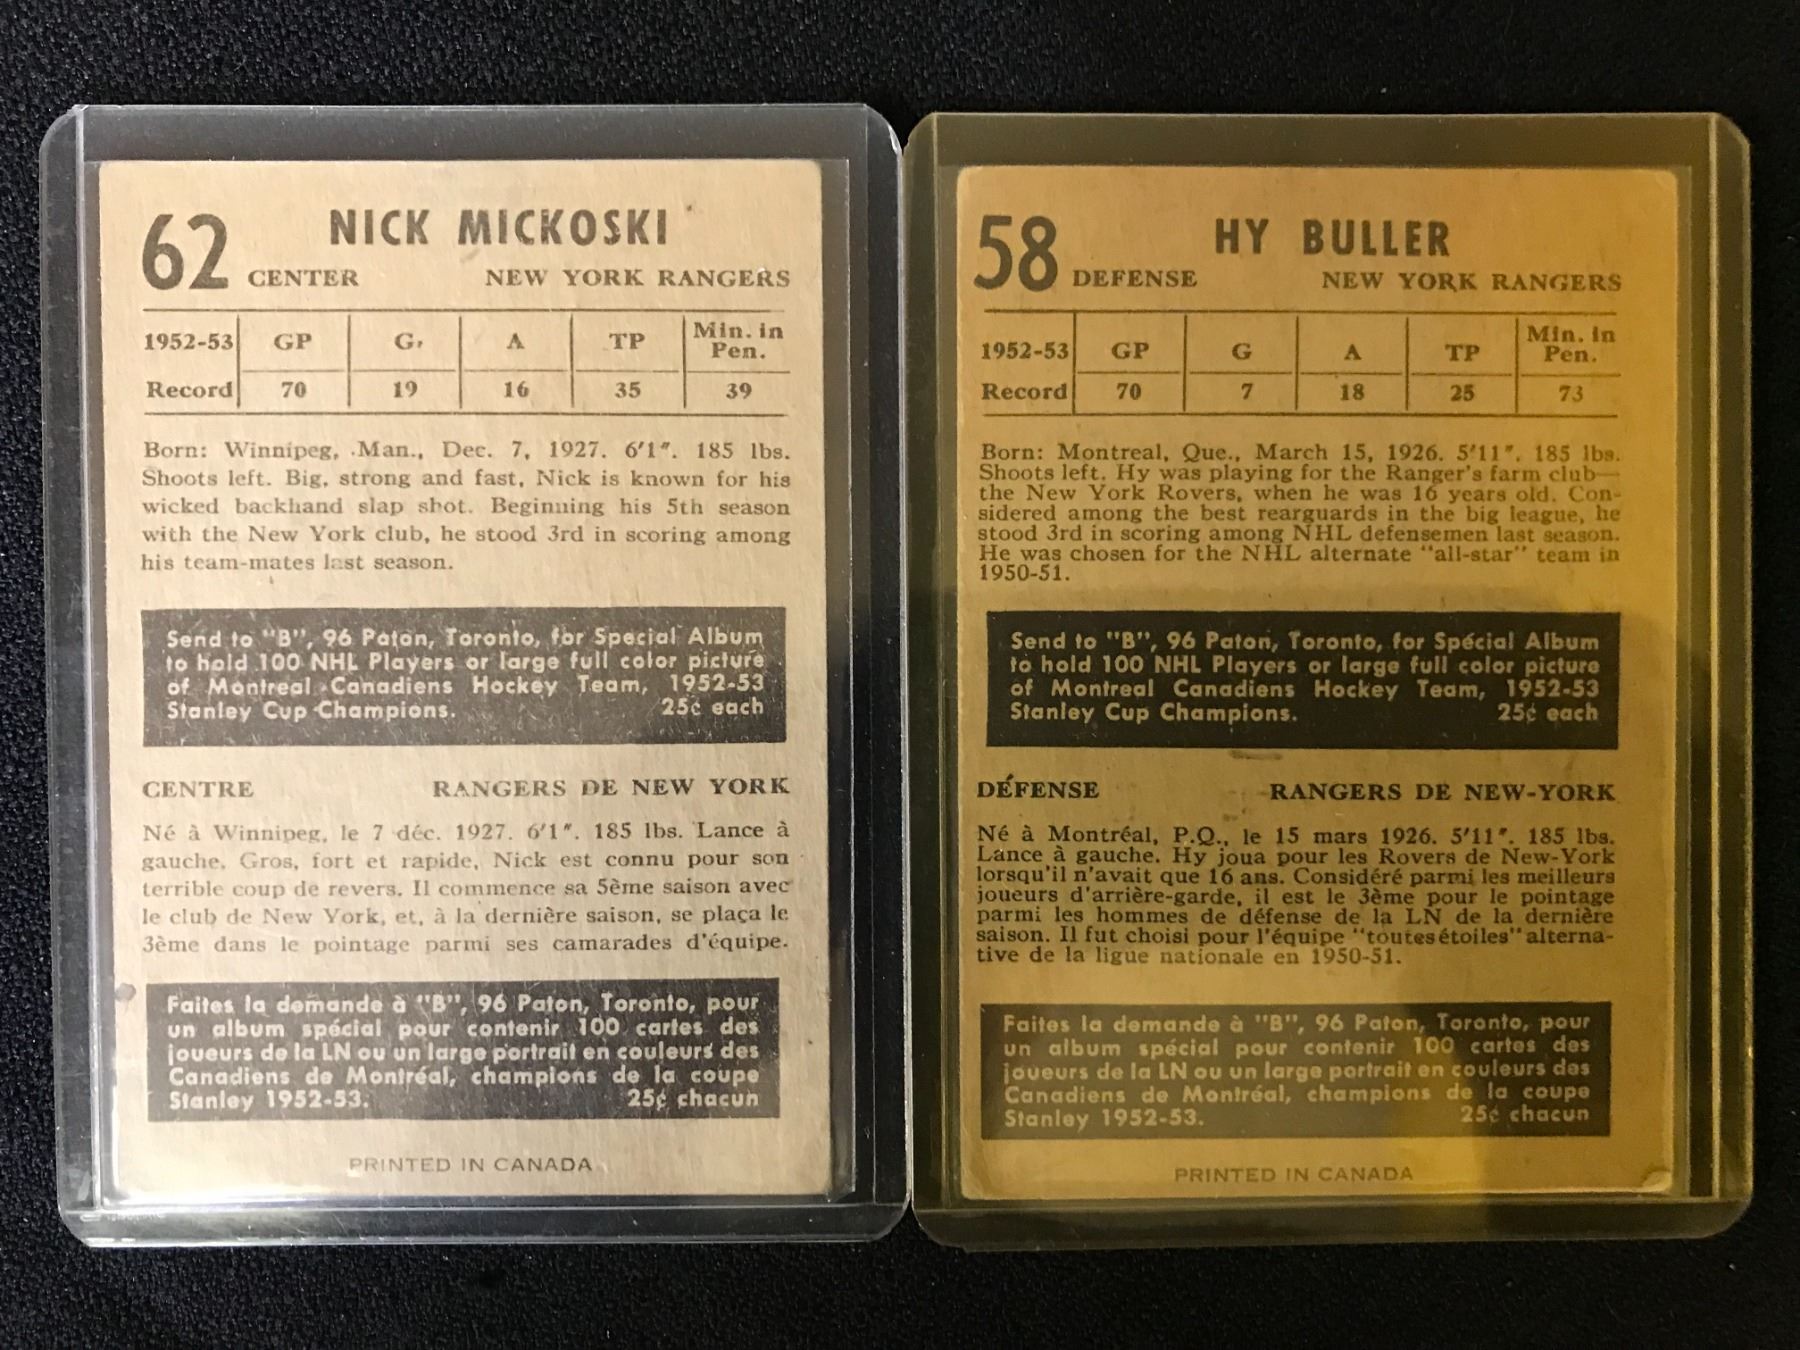 62 NICK MICKOSKI
CENTER NEW YORK RANGERS
1952-53 GP G. A TP Min. in Pen.
Record 70 19 16 35 39
Born: Winnipeg, Man., Dec. 7, 1927. 6'1". 185 lbs.
Shoots left. Big, strong and fast, Nick is known for his
wicked backhand slap shot. Beginning his 5th season
with the New York club, he stood 3rd in scoring among
his team-mates last season.
Send to "B", 96 Paton, Toronto, for Special Album
to hold 100 NHL Players or large full color picture
of Montreal Canadiens Hockey Team, 1952-53
Stanley Cup Champions. 25¢ each
CENTRE RANGERS DE NEW YORK
Né à Winnipeg, le 7 déc. 1927. 6'1". 185 lbs. Lance à
gauche. Gros, fort et rapide, Nick est connu pour son
terrible coup de revers. Il commence sa 5ème saison avec
le club de New York, et, à la dernière saison, se plaça le
3ème dans le pointage parmi ses camarades d'équipe.
Faites la demande à "B", 96 Paton, Toronto, pour
un album spécial pour contenir 100 cartes des
joueurs de la LN ou un large portrait en couleurs des
Canadiens de Montréal, champions de la coupe
Stanley 1952-53. 25¢ chacun
PRINTED IN CANADA
58 HY BULLER
DEFENSE NEW YORK RANGERS
1952-53 GP G A TP Min. in Pen.
Record 70 7 18 25 73
Born: Montreal, Que., March 15, 1926. 5'11". 185 lbs.
Shoots left. Hy was playing for the Ranger's farm club—
the New York Rovers, when he was 16 years old. Con-
sidered among the best rearguards in the big league, he
stood 3rd in scoring among NHL defensemen last season.
He was chosen for the NHL alternate "all-star" team in
1950-51.
Send to "B", 96 Paton, Toronto, for Spécial Album
to hold 100 NHL Players or large full color picture
of Montreal Canadiens Hockey Team, 1952-53
Stanley Cup Champions. 25¢ each
DÉFENSE RANGERS DE NEW-YORK
Né à Montréal, P.Q., le 15 mars 1926. 5'11". 185 lbs.
Lance à gauche. Hy joua pour les Rovers de New-York
lorsqu'il n'avait que 16 ans. Considéré parmi les meilleurs
joueurs d'arrière-garde, il est le 3ème pour le pointage
parmi les hommes de défense de la LN de la dernière
saison. Il fut choisi pour l'équipe "toutes étoiles" alterna-
tive de la ligue nationale en 1950-51.
Faites la demande à "B", 96 Paton, Toronto, pour
un album spécial pour contenir 100 cartes des
joueurs de la LN ou un large portrait en couleurs des
Canadiens de Montréal, champions de la coupe
Stanley 1952-53. 25¢ chacun
PRINTED IN CANADA